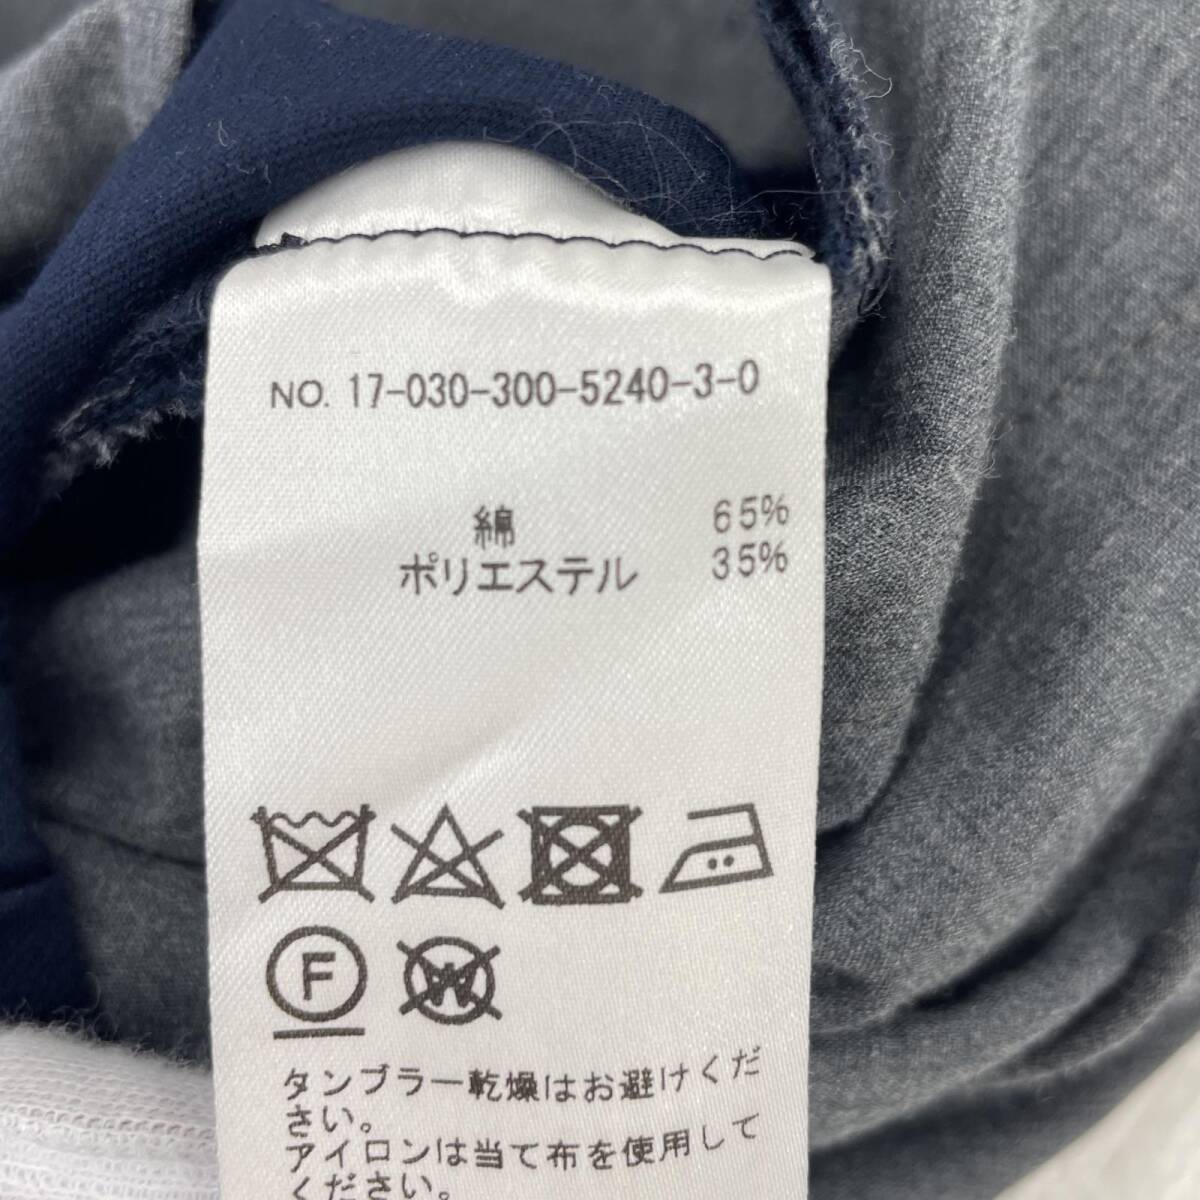 NO. 17-030-300-5240-3-0
綿 65%
ポリエステル 35%
F
W
タンブラー乾燥はお避けくだ
さい。
アイロンは当て布を使用して
ください。